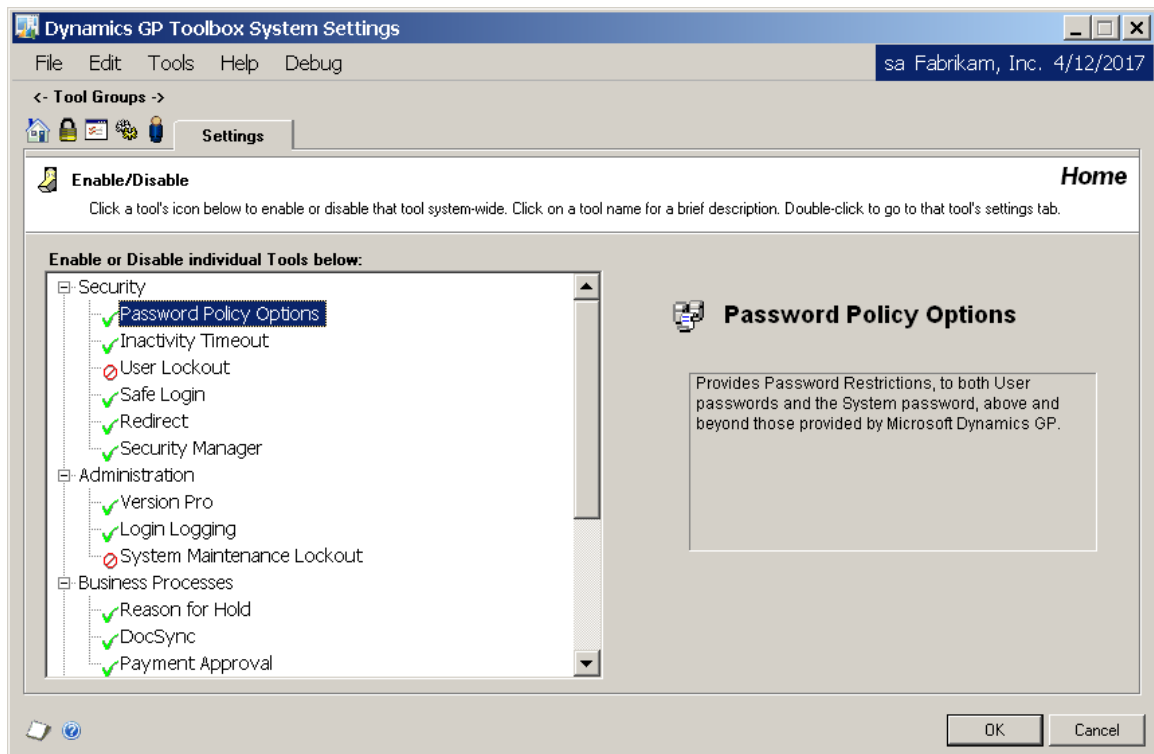 Dynamics GP Toolbox System Settings
File Edit Tools Help Debug
sa Fabrikam, Inc. 4/12/2017
<- Tool Groups ->
Settings
Enable/Disable
Home
Click a tool's icon below to enable or disable that tool system-wide. Click on a tool name for a brief description. Double-click to go to that tool's settings tab.
Enable or Disable individual Tools below:
Security
Password Policy Options
Inactivity Timeout
User Lockout
Safe Login
Redirect
Security Manager
Administration
Version Pro
Login Logging
System Maintenance Lockout
Business Processes
Reason for Hold
DocSync
Payment Approval
Password Policy Options
Provides Password Restrictions, to both User
passwords and the System password, above and
beyond those provided by Microsoft Dynamics GP.
OK
Cancel